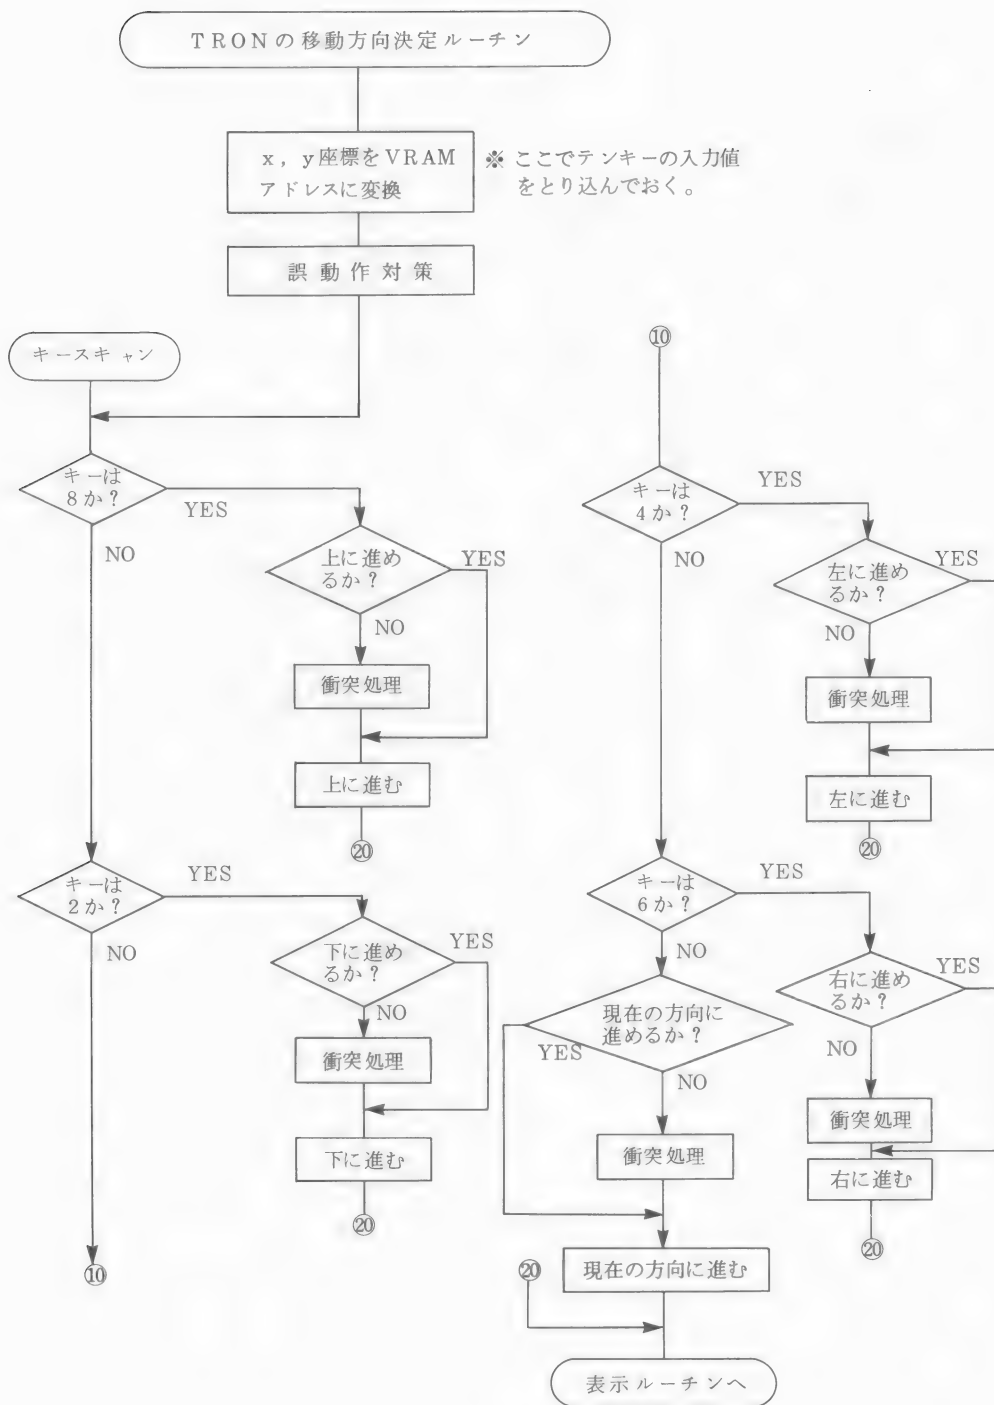 TRONの移動方向決定ルーチン
x，y座標をVRAM
アドレスに変換
※ ここでテンキーの入力値
をとり込んでおく。
誤動作対策
キースキャン
キーは
8か？
YES
NO
上に進め
るか？
YES
NO
衝突処理
上に進む
⑳
キーは
2か？
YES
NO
下に進め
るか？
YES
NO
衝突処理
下に進む
⑳
⑩
⑩
キーは
4か？
YES
NO
左に進め
るか？
YES
NO
衝突処理
左に進む
⑳
キーは
6か？
YES
NO
右に進め
るか？
YES
NO
衝突処理
右に進む
⑳
現在の方向に
進めるか？
YES
NO
衝突処理
現在の方向に進む
⑳
表示ルーチンへ